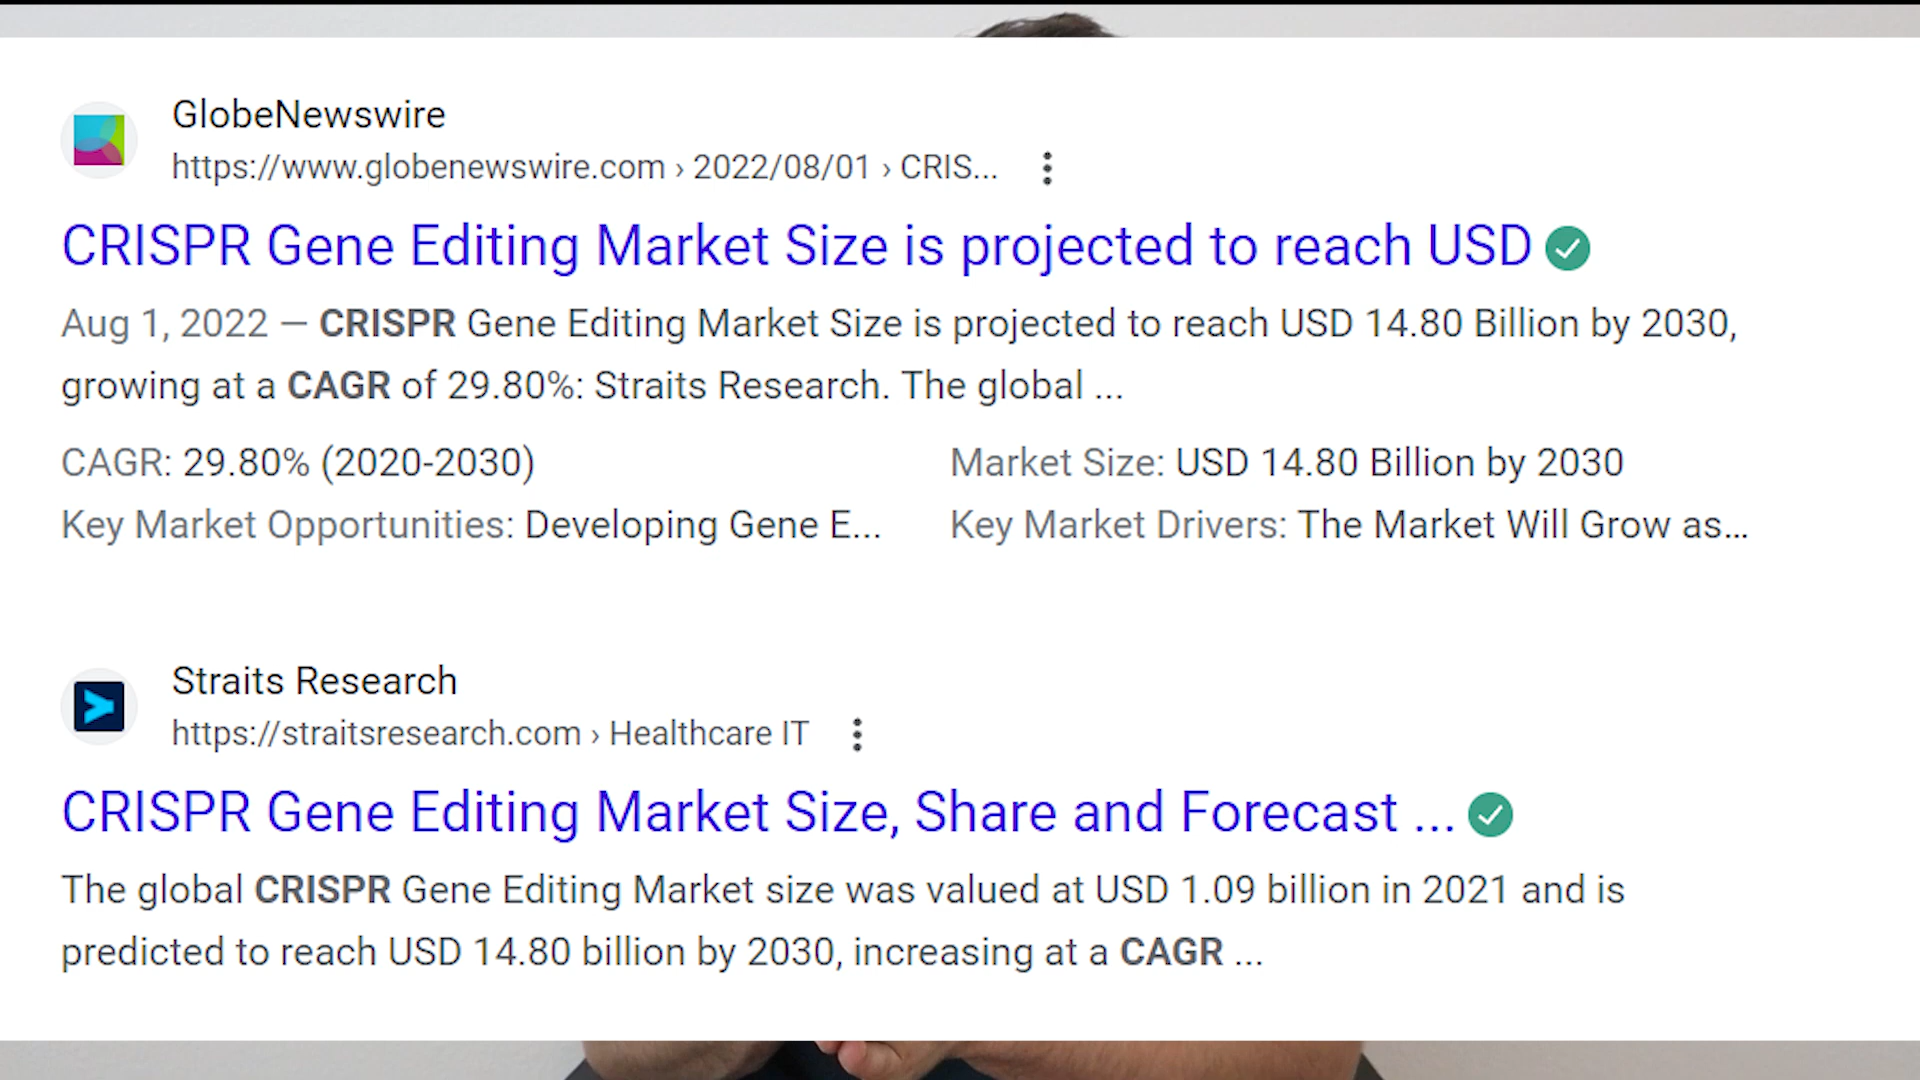 GlobeNewswire
https://www.globenewswire.com › 2022/08/01 › CRIS...
CRISPR Gene Editing Market Size is projected to reach USD
Aug 1, 2022 — CRISPR Gene Editing Market Size is projected to reach USD 14.80 Billion by 2030,
growing at a CAGR of 29.80%: Straits Research. The global ...
CAGR: 29.80% (2020-2030)
Market Size: USD 14.80 Billion by 2030
Key Market Opportunities: Developing Gene E...
Key Market Drivers: The Market Will Grow as...
Straits Research
https://straitsresearch.com › Healthcare IT
CRISPR Gene Editing Market Size, Share and Forecast ...
The global CRISPR Gene Editing Market size was valued at USD 1.09 billion in 2021 and is
predicted to reach USD 14.80 billion by 2030, increasing at a CAGR ...